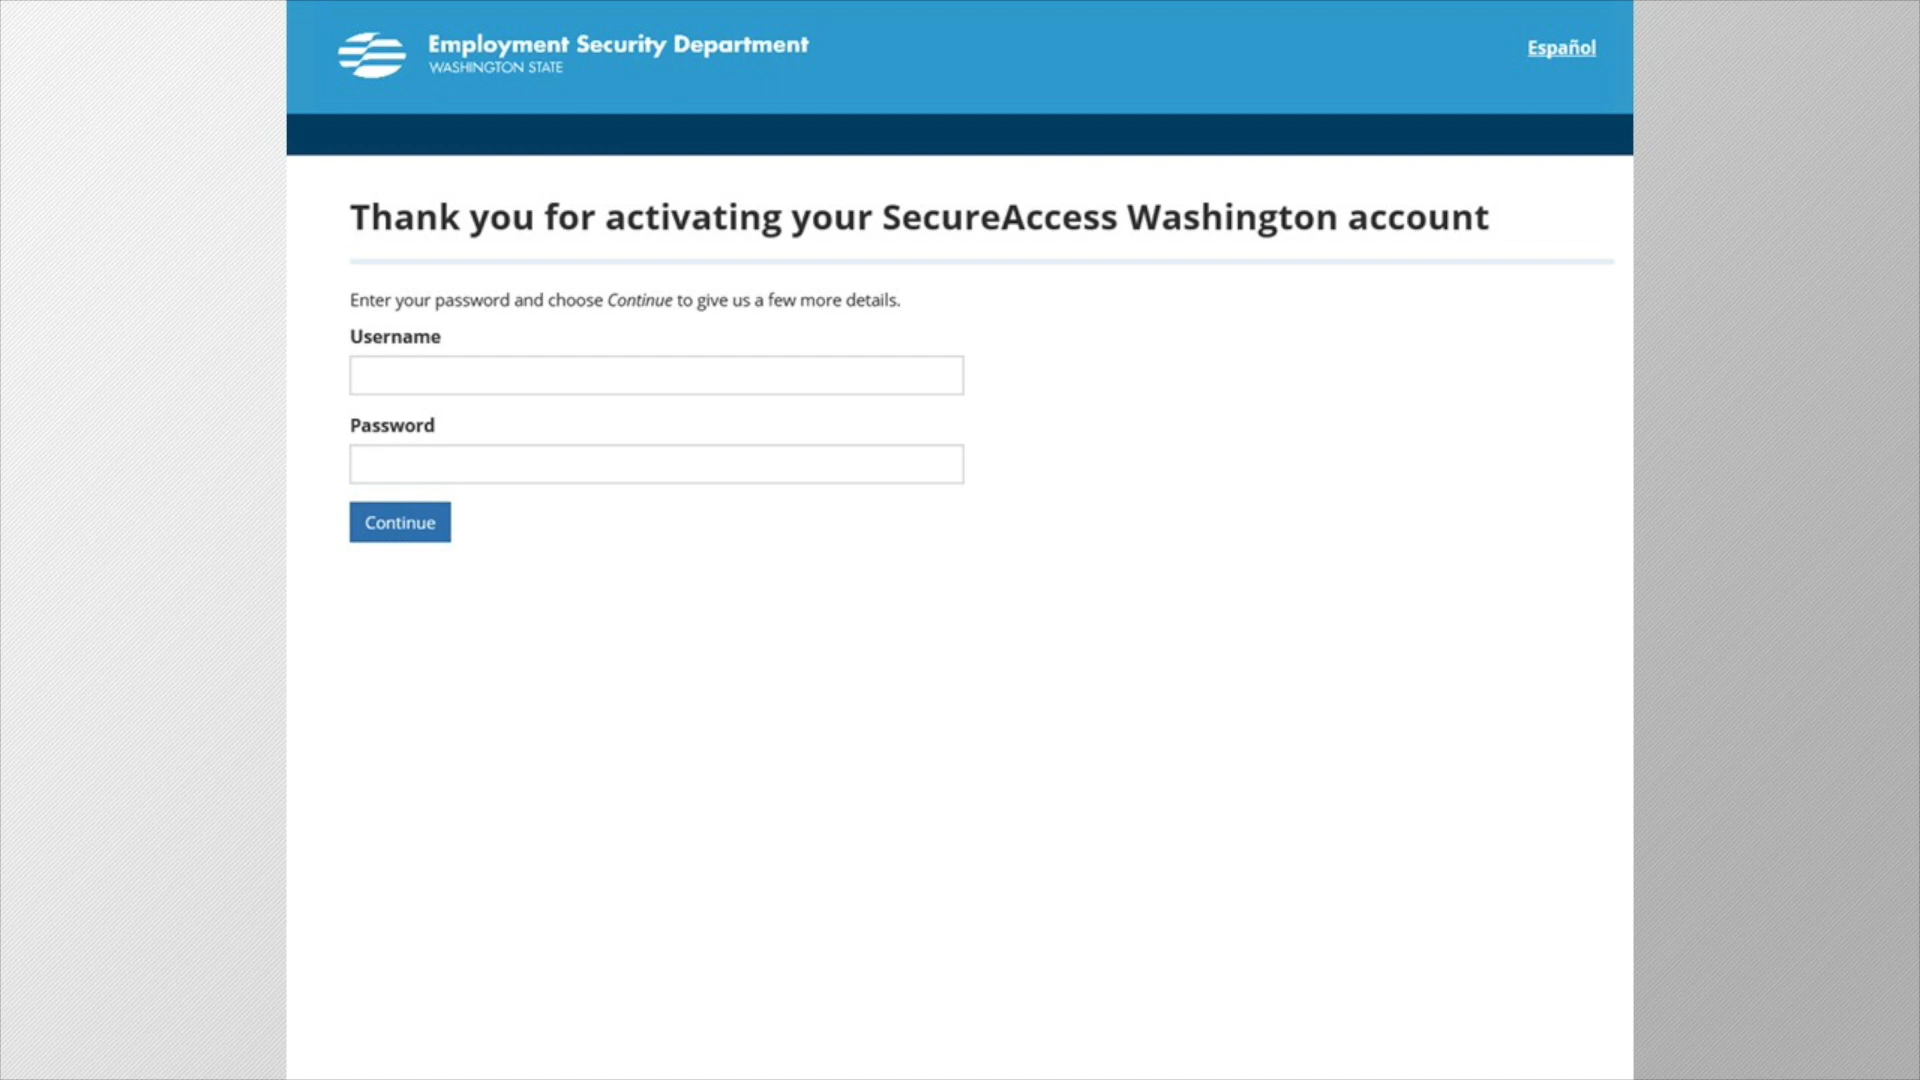 Employment Security Department
WASHINGTON STATE
Español
Thank you for activating your SecureAccess Washington account
Enter your password and choose Continue to give us a few more details.
Username
Password
Continue